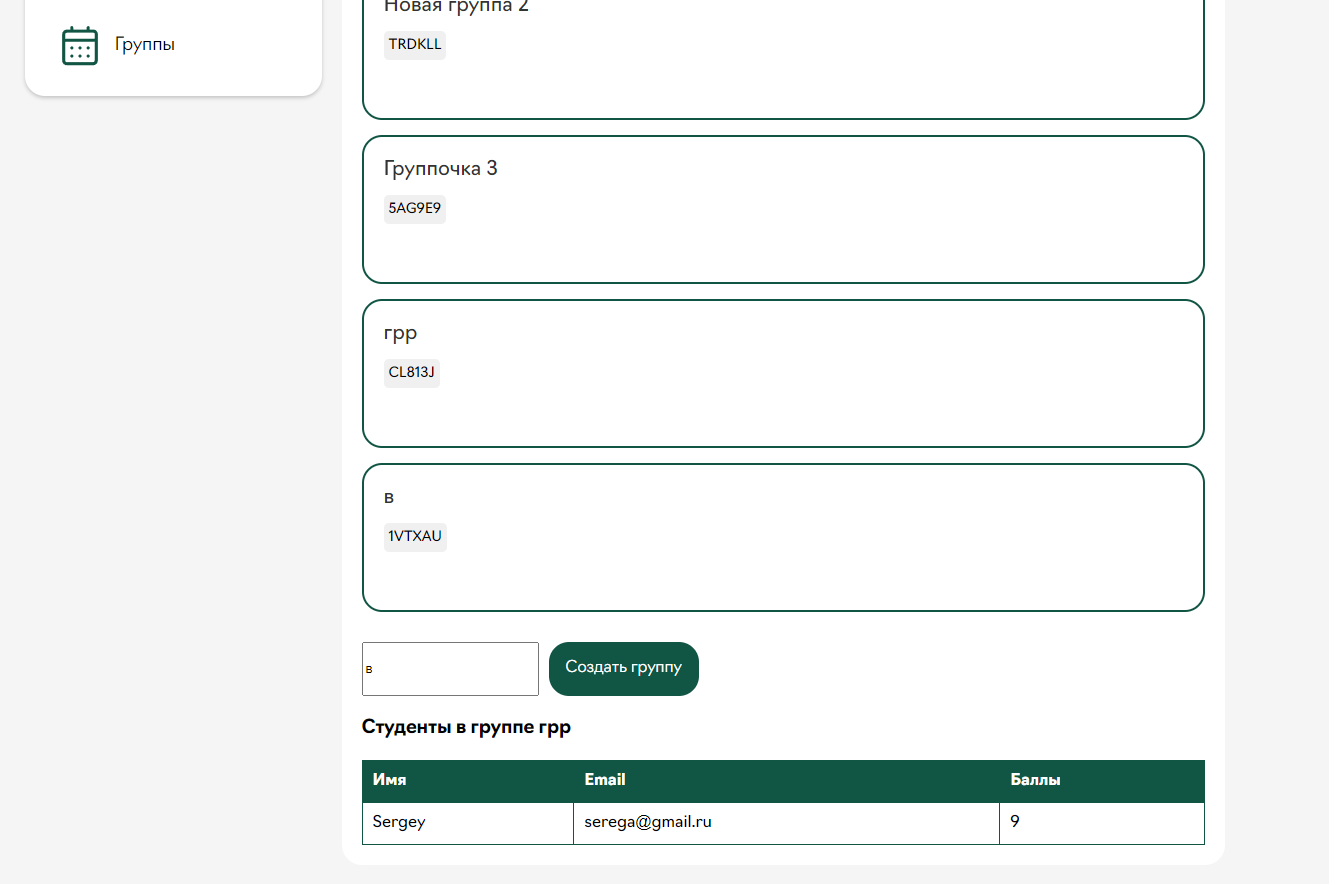 Группы
Новая группа 2
TRDKLL
Группочка 3
5AG9E9
грр
CL813J
в
1VTXAU
в
Создать группу
Студенты в группе грр
Имя Email Баллы
Sergey serega@gmail.ru 9